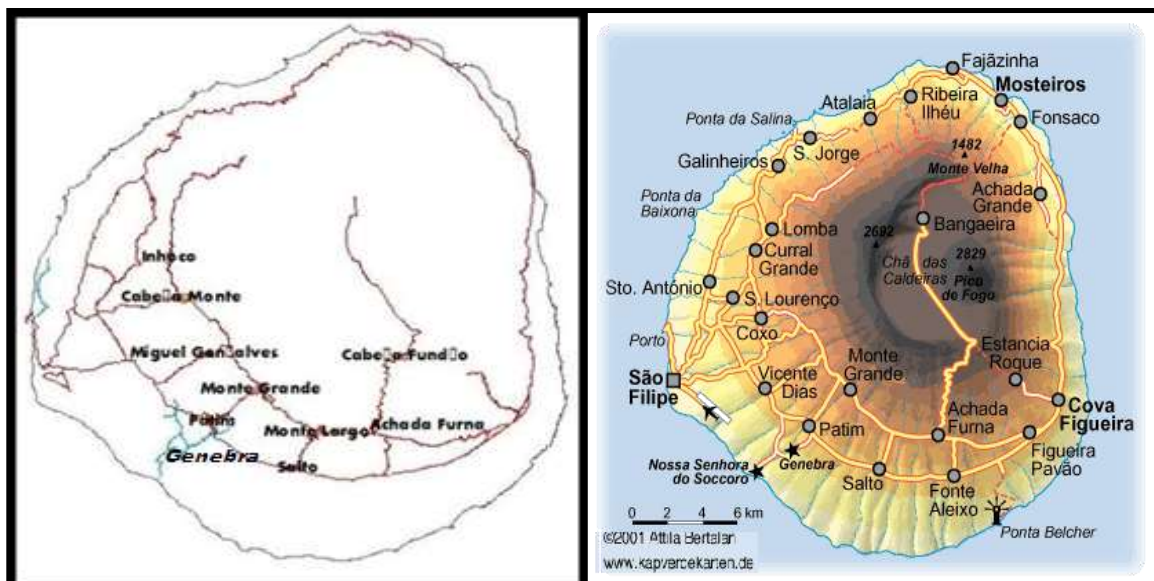 Inhoco
Cabe▯a Monte
Miguel Gon▯alves
Cabe▯a Fund▯o
Monte Grande
Patim
Monte Largo
Achada Furna
Genebra
Salto
Fajãzinha
Mosteiros
Ribeira
Ilhéu
Atalaia
Fonsaco
Ponta da Salina
S. Jorge
1482
Monte Velha
Galinheiros
Achada
Grande
Ponta da
Baixona
Bangaeira
Lomba
2692
Curral
Grande
Chã das
Caldeiras
2829
Pico
de Fogo
Sto. António
S. Lourenço
Coxo
Porto
Estancia
Roque
Monte
Grande
Vicente
Dias
São
Filipe
Cova
Figueira
Achada
Furna
Patim
Figueira
Pavão
Nossa Senhora
do Soccoro
Genebra
Salto
Fonte
Aleixo
0 2 4 6 km
Ponta Belcher
©2001 Attila Bertalan
www.kapverdekarten.de